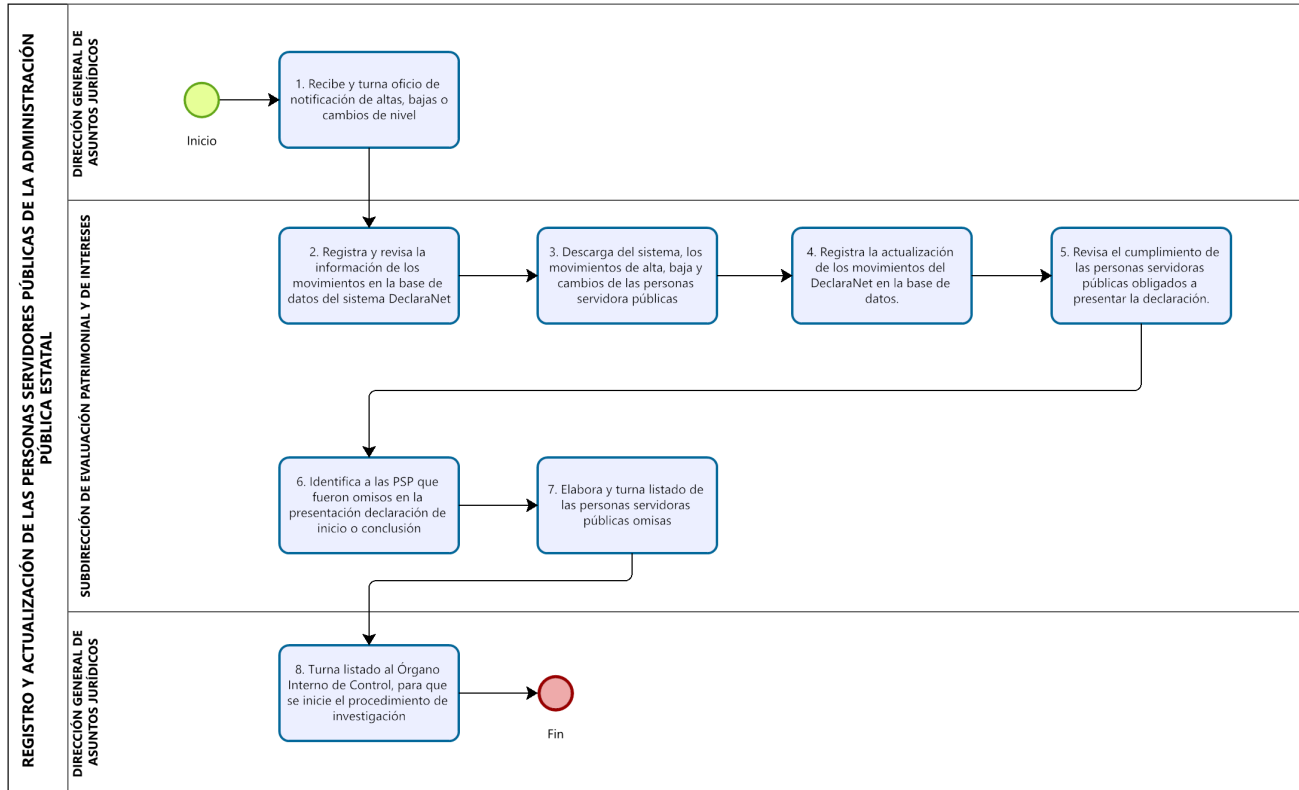 REGISTRO Y ACTUALIZACIÓN DE LAS PERSONAS SERVIDORES PÚBLICAS DE LA ADMINISTRACIÓN
PÚBLICA ESTATAL
DIRECCIÓN GENERAL DE
ASUNTOS JURÍDICOS
Inicio
1. Recibe y turna oficio de
notificación de altas, bajas o
cambios de nivel
SUBDIRECCIÓN DE EVALUACIÓN PATRIMONIAL Y DE INTERESES
2. Registra y revisa la
información de los
movimientos en la base de
datos del sistema DeclaraNet
3. Descarga del sistema, los
movimientos de alta, baja y
cambios de las personas
servidora públicas
4. Registra la actualización
de los movimientos del
DeclaraNet en la base de
datos.
5. Revisa el cumplimiento de
las personas servidoras
públicas obligados a
presentar la declaración.
6. Identifica a las PSP que
fueron omisos en la
presentación declaración de
inicio o conclusión
7. Elabora y turna listado de
las personas servidoras
públicas omisas
DIRECCIÓN GENERAL DE
ASUNTOS JURÍDICOS
8. Turna listado al Órgano
Interno de Control, para que
se inicie el procedimiento de
investigación
Fin